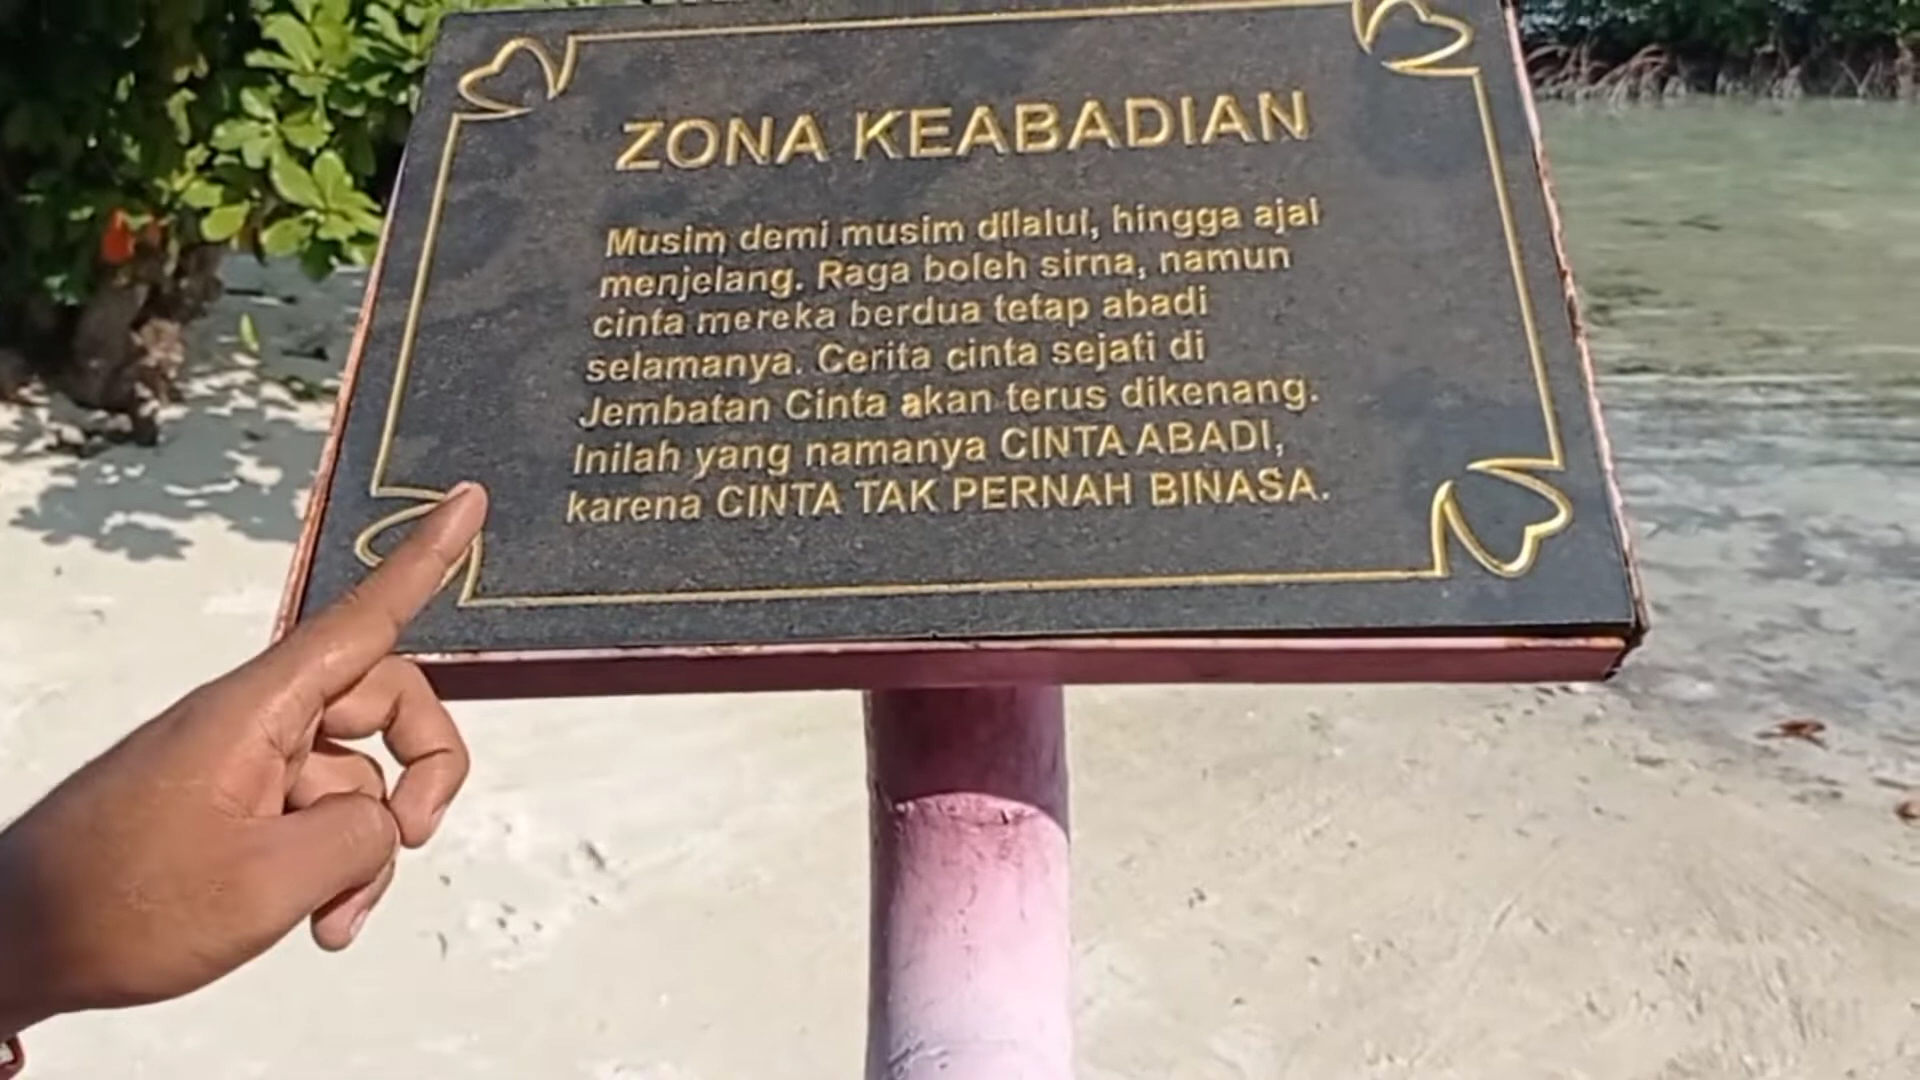 ZONA KEABADIAN
Musim demi musim dilalui, hingga ajal
menjelang. Raga boleh sirna, namun
cinta mereka berdua tetap abadi
selamanya. Cerita cinta sejati di
Jembatan Cinta akan terus dikenang.
Inilah yang namanya CINTA ABADI,
karena CINTA TAK PERNAH BINASA.